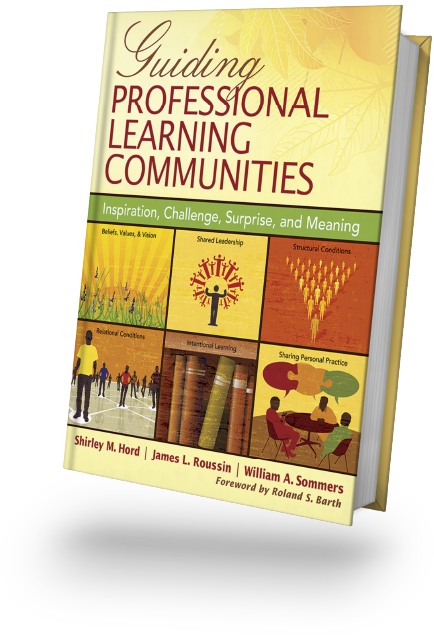 Guiding
PROFESSIONAL
LEARNING
COMMUNITIES
Inspiration, Challenge, Surprise, and Meaning
Beliefs, Values, & Vision
Shared Leadership
Structural Conditions
Relational Conditions
Intentional Learning
Sharing Personal Practice
Shirley M. Hord | James L. Roussin | William A. Sommers
Foreword by Roland S. Barth